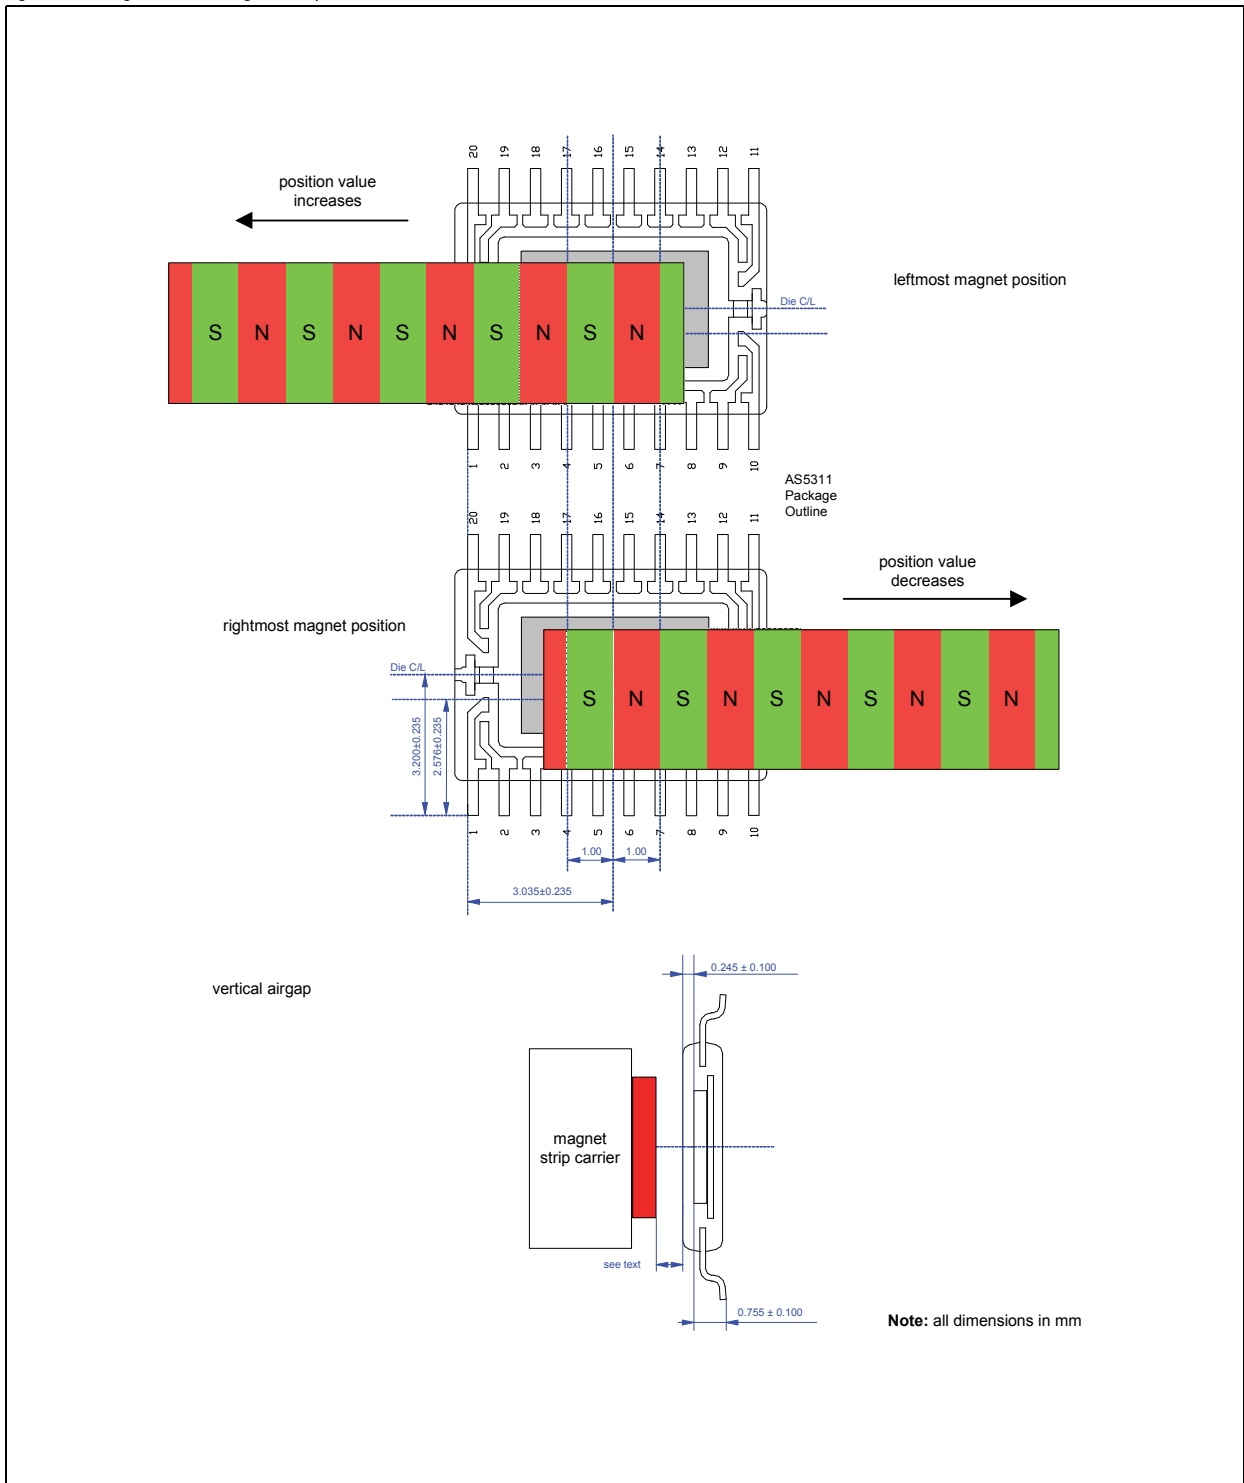 20 19 18 17 16 15 14 13 12 11
position value
increases
leftmost magnet position
Die C/L
S N S N S N S N S N
1 2 3 4 5 6 7 8 9 10
AS5311
Package
Outline
20 19 18 17 16 15 14 13 12 11
position value
decreases
rightmost magnet position
Die C/L
S N S N S N S N S N
3.200±0.235
2.576±0.235
1 2 3 4 5 6 7 8 9 10
1.00 1.00
3.035±0.235
0.245 ± 0.100
vertical airgap
magnet
strip carrier
see text
0.755 ± 0.100
Note: all dimensions in mm